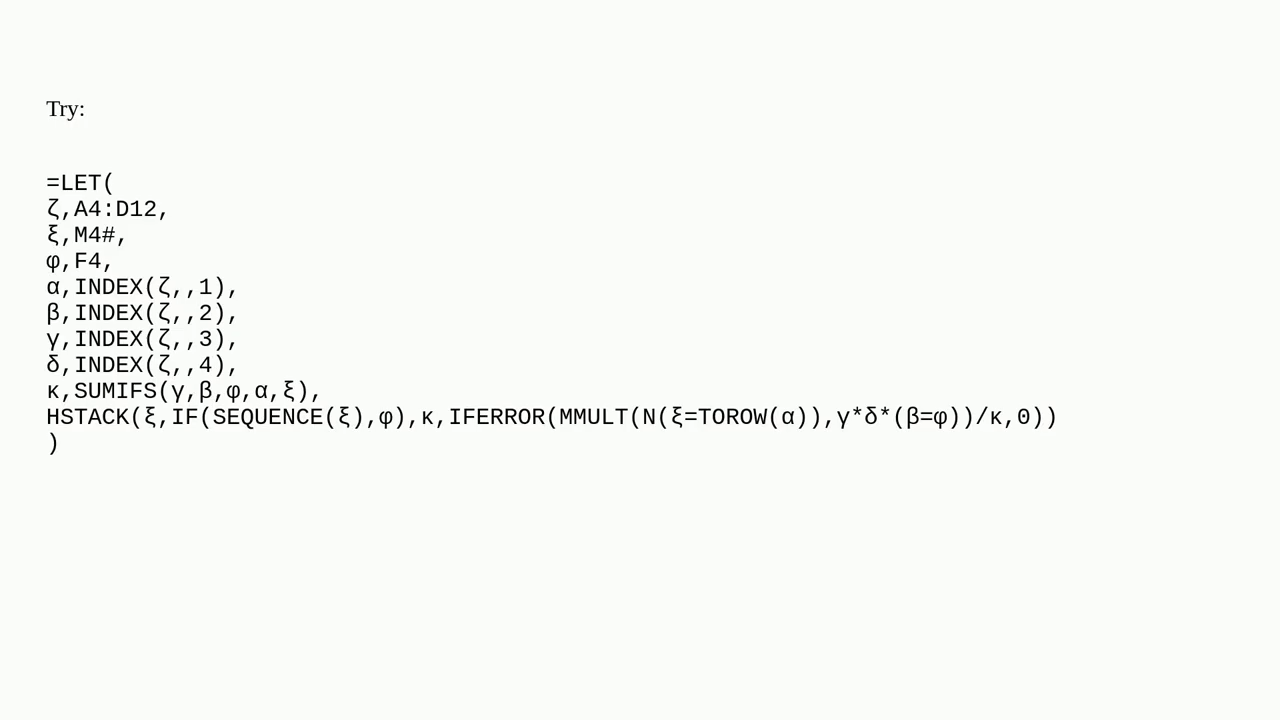 Try:
=LET(
ζ,A4:D12,
ξ,M4#,
φ,F4,
α,INDEX(ζ,,1),
β,INDEX(ζ,,2),
γ,INDEX(ζ,,3),
δ,INDEX(ζ,,4),
κ,SUMIFS(γ,β,φ,α,ξ),
HSTACK(ξ,IF(SEQUENCE(ξ),φ),κ,IFERROR(MMULT(N(ξ=TOROW(α)),γ*δ*(β=φ))/κ,0))
)